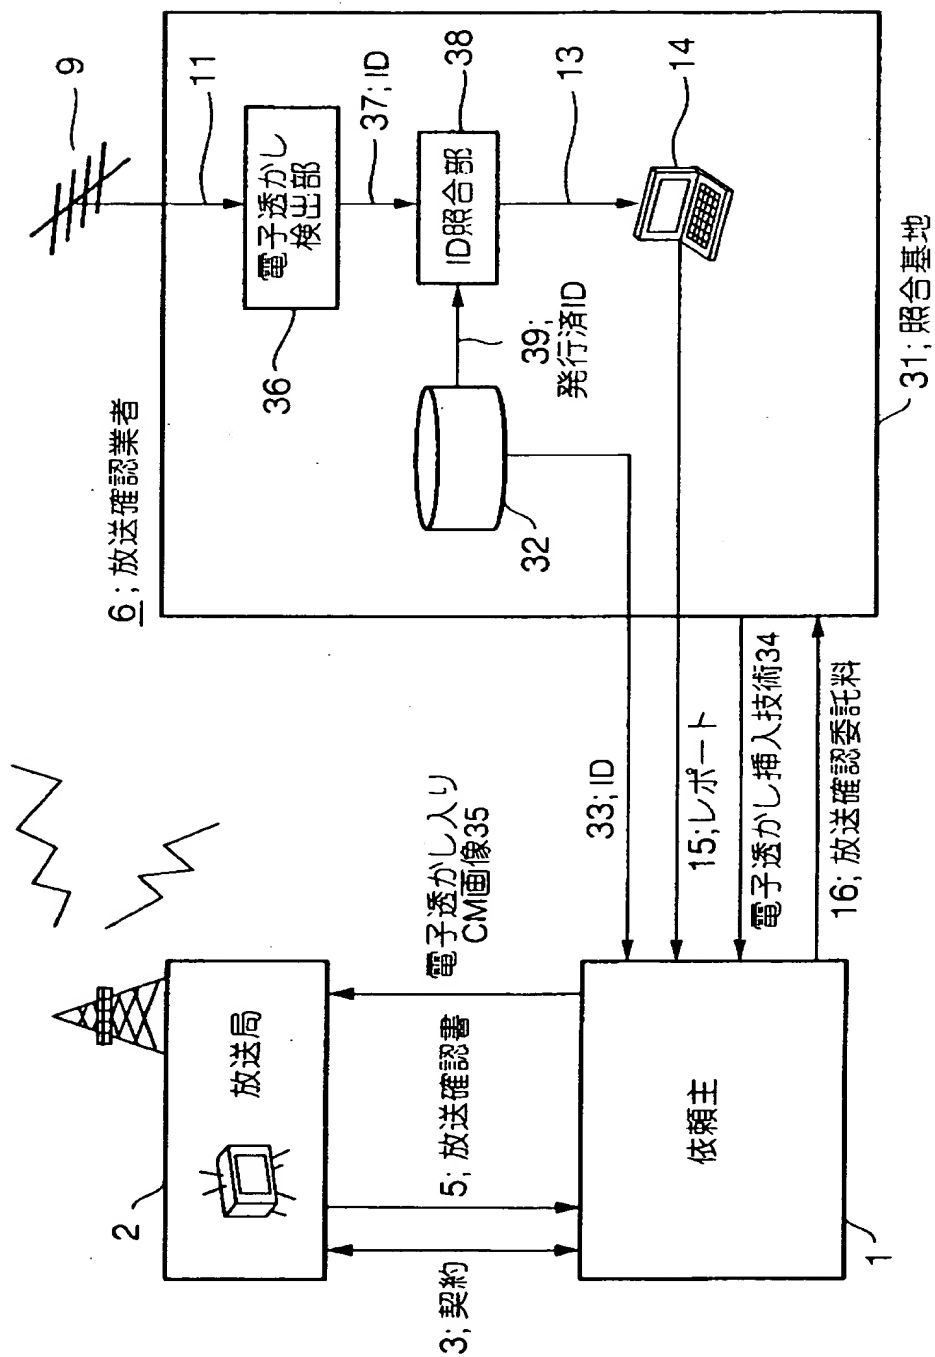 6; 放送確認業者
9
11
電子透かし
検出部
36
37; ID
38
ID照合部
39;
発行済ID
32
13
14
31; 照合基地
2
放送局
電子透かし入り
CM画像35
5; 放送確認書
3; 契約
33; ID
15; レポート
電子透かし挿入技術34
16; 放送確認委託料
依頼主
1